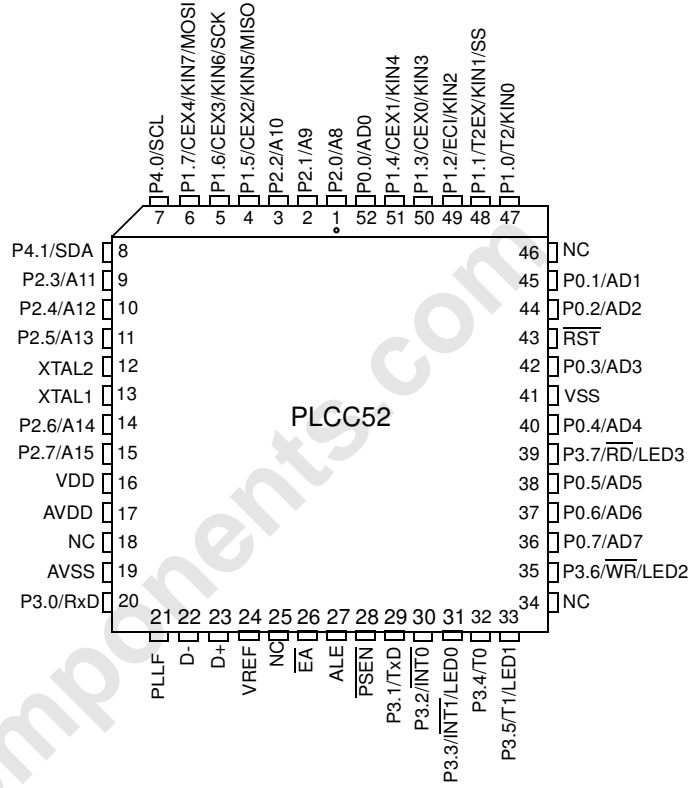 P4.0/SCL
P1.7/CEX4/KIN7/MOSI
P1.6/CEX3/KIN6/SCK
P1.5/CEX2/KIN5/MISO
P2.2/A10
P2.1/A9
P2.0/A8
P0.0/AD0
P1.4/CEX1/KIN4
P1.3/CEX0/KIN3
P1.2/ECI/KIN2
P1.1/T2EX/KIN1/SS
P1.0/T2/KIN0
7 6 5 4 3 2 1 52 51 50 49 48 47
P4.1/SDA 8
P2.3/A11 9
P2.4/A12 10
P2.5/A13 11
XTAL2 12
XTAL1 13
P2.6/A14 14
P2.7/A15 15
VDD 16
AVDD 17
NC 18
AVSS 19
P3.0/RxD 20
PLCC52
46 NC
45 P0.1/AD1
44 P0.2/AD2
43 RST
42 P0.3/AD3
41 VSS
40 P0.4/AD4
39 P3.7/RD/LED3
38 P0.5/AD5
37 P0.6/AD6
36 P0.7/AD7
35 P3.6/WR/LED2
34 NC
21 22 23 24 25 26 27 28 29 30 31 32 33
PLLF
D-
D+
VREF
NC
EA
ALE
PSEN
P3.1/TxD
P3.2/INT0
P3.3/INT1/LED0
P3.4/T0
P3.5/T1/LED1
omponents.com